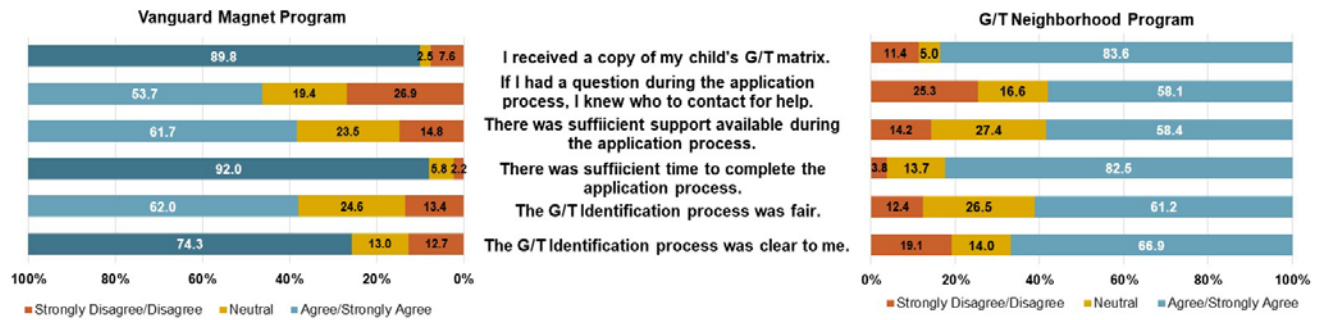 Vanguard Magnet Program
G/T Neighborhood Program
89.8 2.5 7.6
I received a copy of my child's G/T matrix.
11.4 5.0 83.6
53.7 19.4 26.9
If I had a question during the application
process, I knew who to contact for help.
25.3 16.6 58.1
61.7 23.5 14.8
There was suffiicient support available during
the application process.
14.2 27.4 58.4
92.0 5.8 2.2
There was suffiicient time to complete the
application process.
3.8 13.7 82.5
62.0 24.6 13.4
The G/T Identification process was fair.
12.4 26.5 61.2
74.3 13.0 12.7
The G/T Identification process was clear to me.
19.1 14.0 66.9
100% 80% 60% 40% 20% 0%
0% 20% 40% 60% 80% 100%
Strongly Disagree/Disagree Neutral Agree/Strongly Agree
Strongly Disagree/Disagree Neutral Agree/Strongly Agree